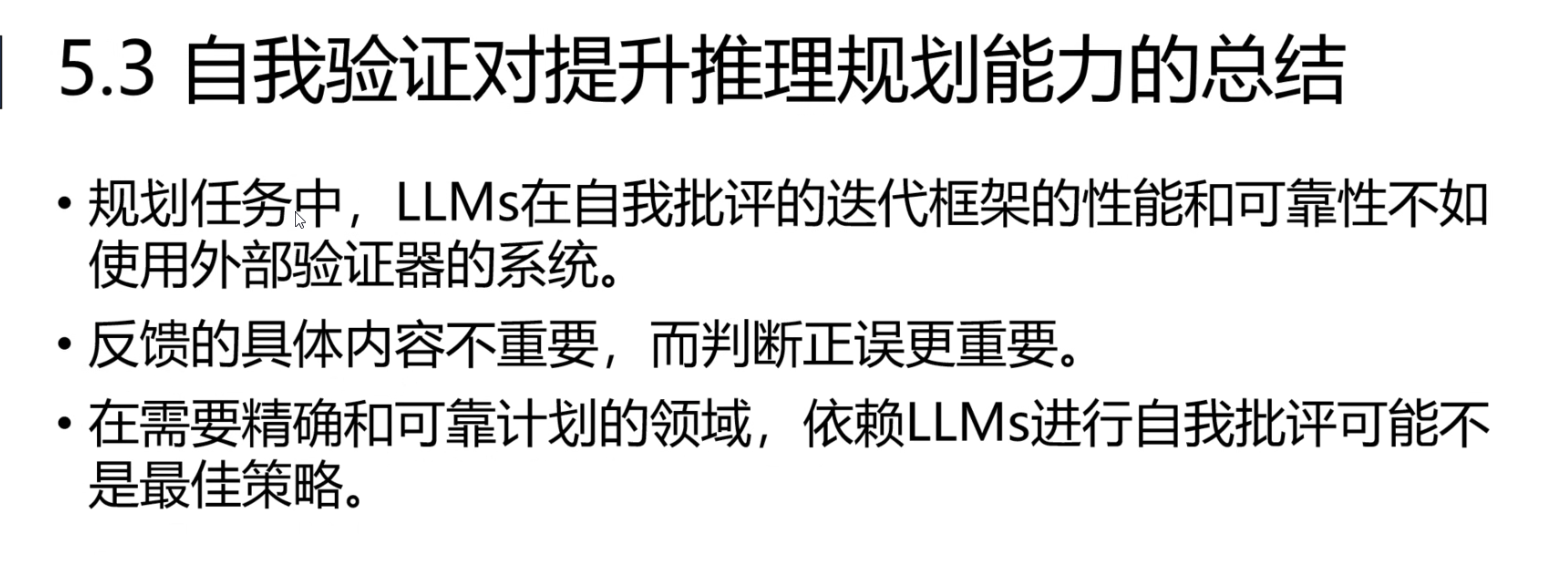 5.3 自我验证对提升推理规划能力的总结
• 规划任务中，LLMs在自我批评的迭代框架的性能和可靠性不如
使用外部验证器的系统。
• 反馈的具体内容不重要，而判断正误更重要。
• 在需要精确和可靠计划的领域，依赖LLMs进行自我批评可能不
是最佳策略。